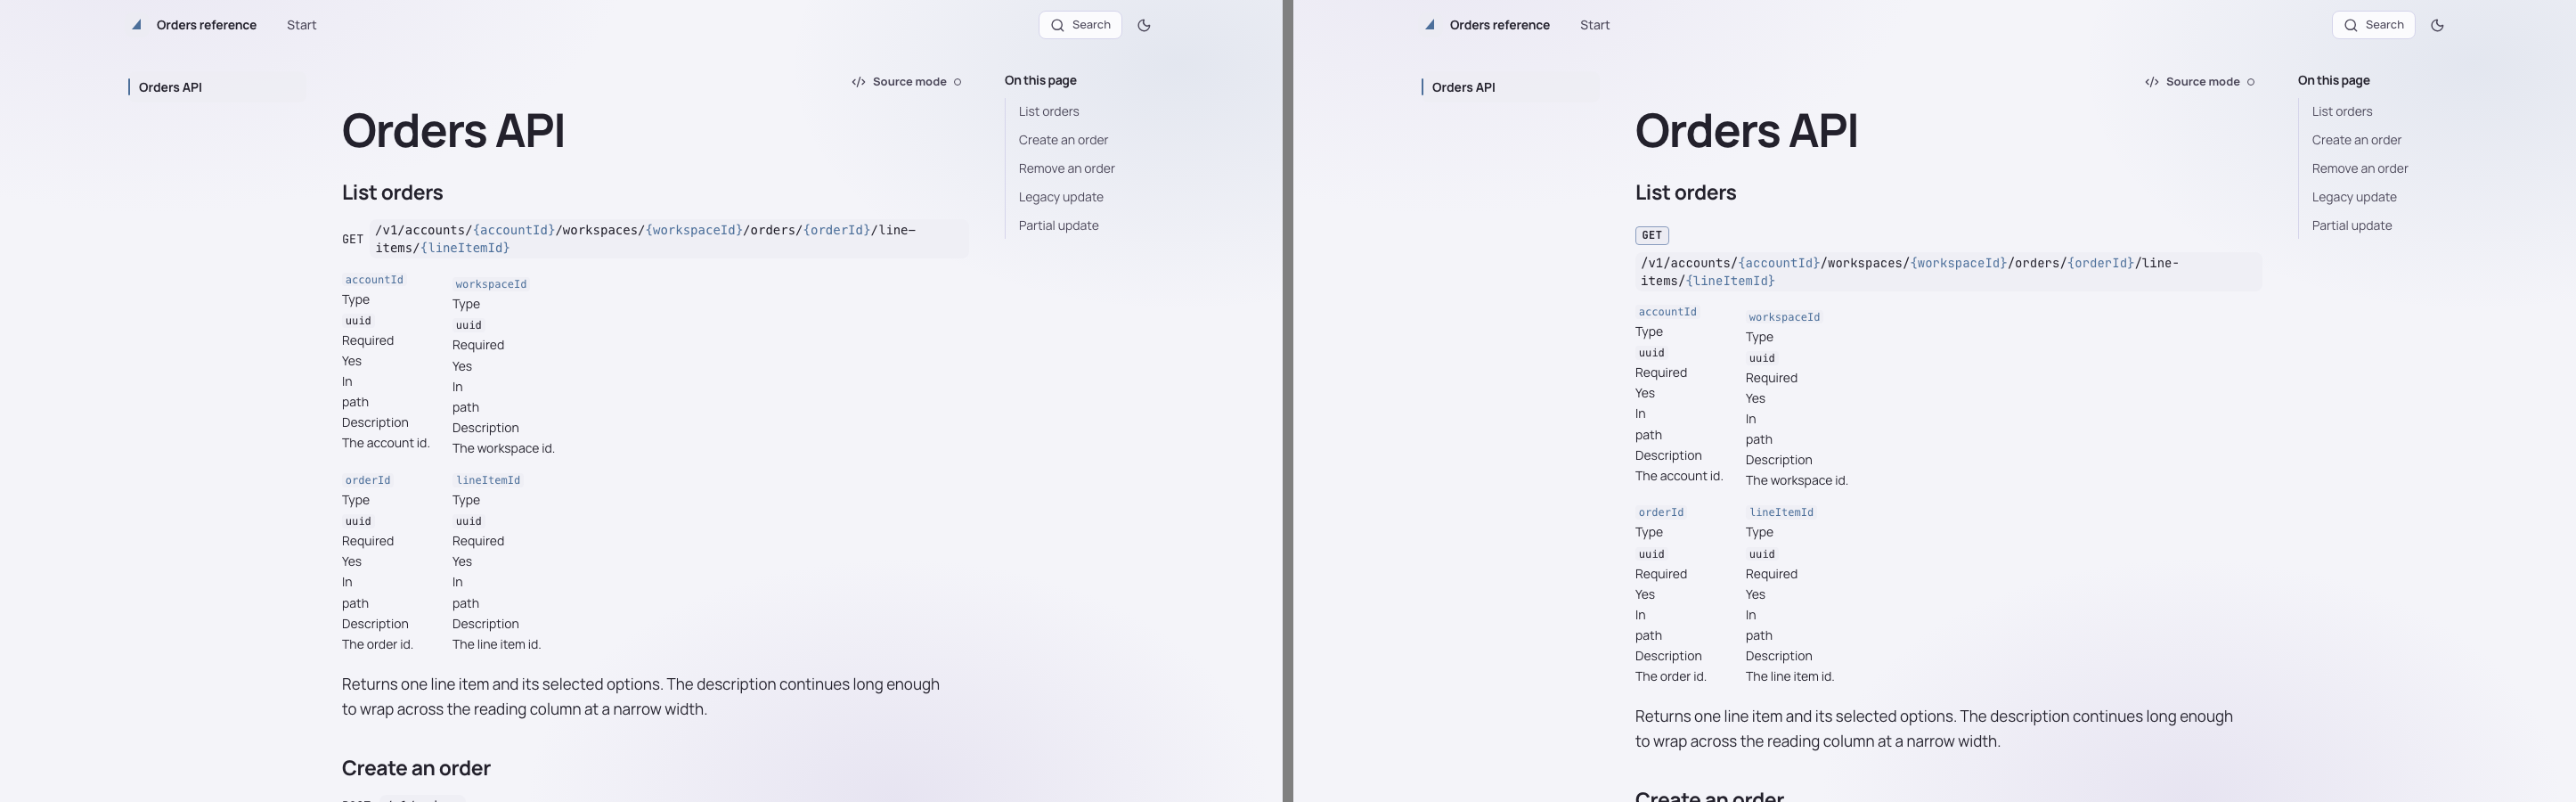 Orders reference Start Search
Orders API
Source mode
On this page
List orders
Create an order
Remove an order
Legacy update
Partial update
Orders API
List orders
GET /v1/accounts/{accountId}/workspaces/{workspaceId}/orders/{orderId}/line-
items/{lineItemId}
accountId
Type
uuid
Required
Yes
In
path
Description
The account id.
workspaceId
Type
uuid
Required
Yes
In
path
Description
The workspace id.
orderId
Type
uuid
Required
Yes
In
path
Description
The order id.
lineItemId
Type
uuid
Required
Yes
In
path
Description
The line item id.
Returns one line item and its selected options. The description continues long enough
to wrap across the reading column at a narrow width.
Create an order
Orders reference Start Search
Orders API
Source mode
On this page
List orders
Create an order
Remove an order
Legacy update
Partial update
Orders API
List orders
GET
/v1/accounts/{accountId}/workspaces/{workspaceId}/orders/{orderId}/line-
items/{lineItemId}
accountId
Type
uuid
Required
Yes
In
path
Description
The account id.
workspaceId
Type
uuid
Required
Yes
In
path
Description
The workspace id.
orderId
Type
uuid
Required
Yes
In
path
Description
The order id.
lineItemId
Type
uuid
Required
Yes
In
path
Description
The line item id.
Returns one line item and its selected options. The description continues long enough
to wrap across the reading column at a narrow width.
Create an order